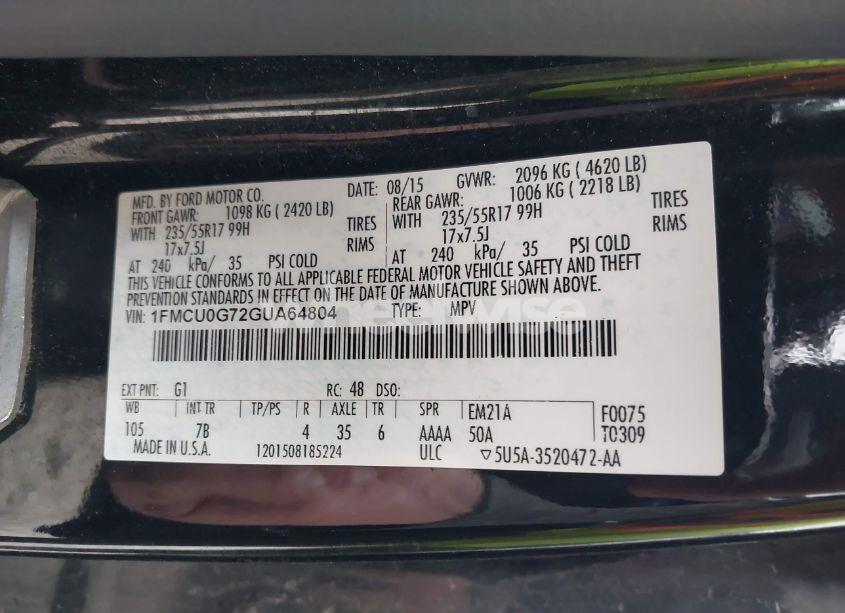 MFD. BY FORD MOTOR CO. DATE: 08/15 GVWR: 2096 KG ( 4620 LB)
FRONT GAWR: 1098 KG ( 2420 LB) REAR GAWR: 1006 KG ( 2218 LB)
WITH 235/55R17 99H TIRES WITH 235/55R17 99H TIRES
17x7.5J RIMS 17x7.5J RIMS
AT 240 kPa/ 35 PSI COLD AT 240 kPa/ 35 PSI COLD
THIS VEHICLE CONFORMS TO ALL APPLICABLE FEDERAL MOTOR VEHICLE SAFETY AND THEFT
PREVENTION STANDARDS IN EFFECT ON THE DATE OF MANUFACTURE SHOWN ABOVE.
VIN: 1FMCU0G72GUA64804 TYPE: MPV
EXT PNT: G1 RC: 48 DSO:
WB INT TR TP/PS R AXLE TR SPR EM21A F0075
105 7B 4 35 6 AAAA 50A T0309
MADE IN U.S.A. 1201508185224 ULC ▽5U5A-3520472-AA